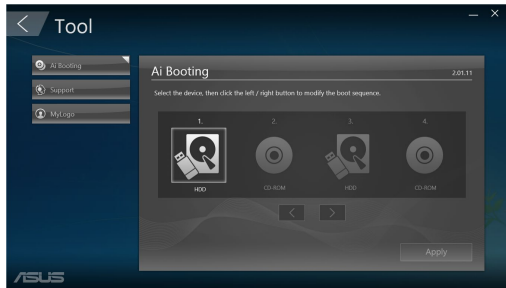 Tool
Ai Booting
Support
MyLogo
Ai Booting 2.01.11
Select the device, then click the left / right button to modify the boot sequence.
1. 2. 3. 4.
HDD CD-ROM HDD CD-ROM
Apply
ASUS